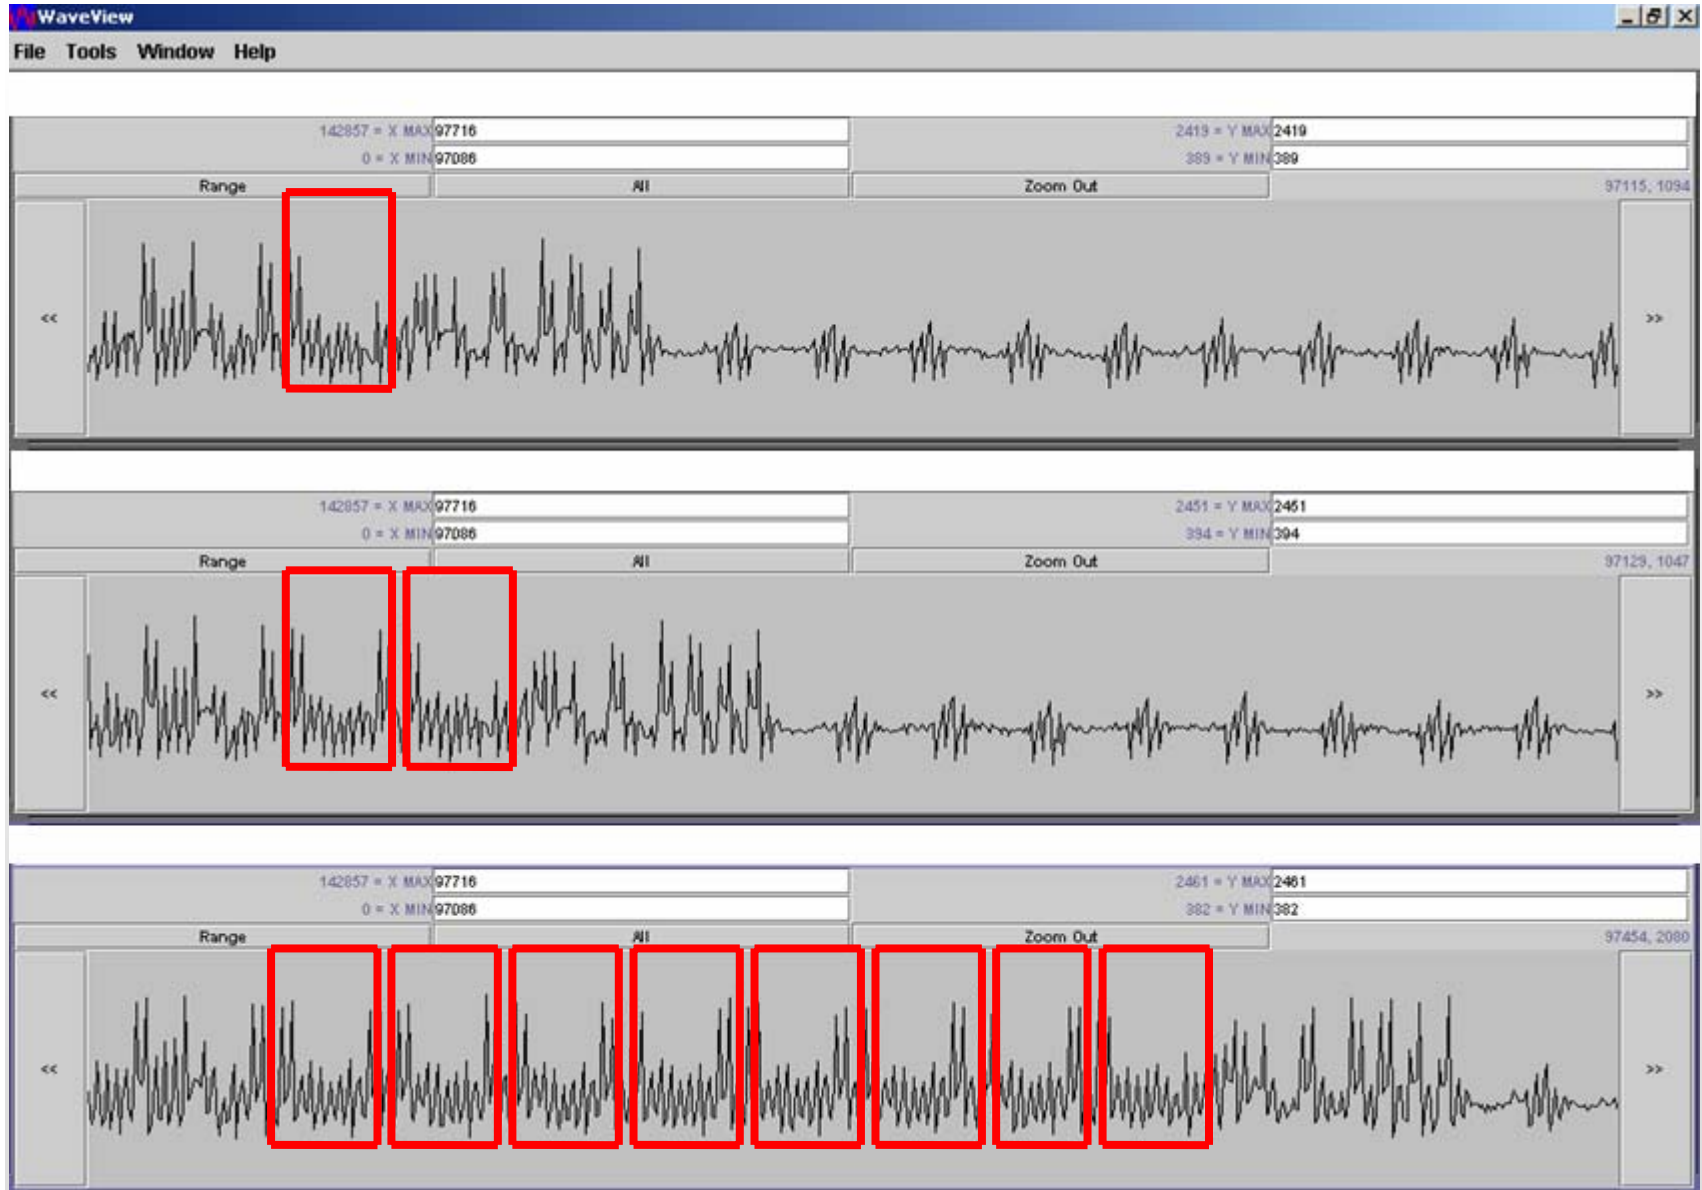 WaveView
File Tools Window Help
142857 = X MAX 97716 2419 = Y MAX 2419
0 = X MIN 97086 389 = Y MIN 389
Range All Zoom Out 97115, 1094
<< >>
142857 = X MAX 97716 2451 = Y MAX 2451
0 = X MIN 97086 394 = Y MIN 394
Range All Zoom Out 97129, 1047
<< >>
142857 = X MAX 97716 2461 = Y MAX 2461
0 = X MIN 97086 382 = Y MIN 382
Range All Zoom Out 97454, 2080
<< >>